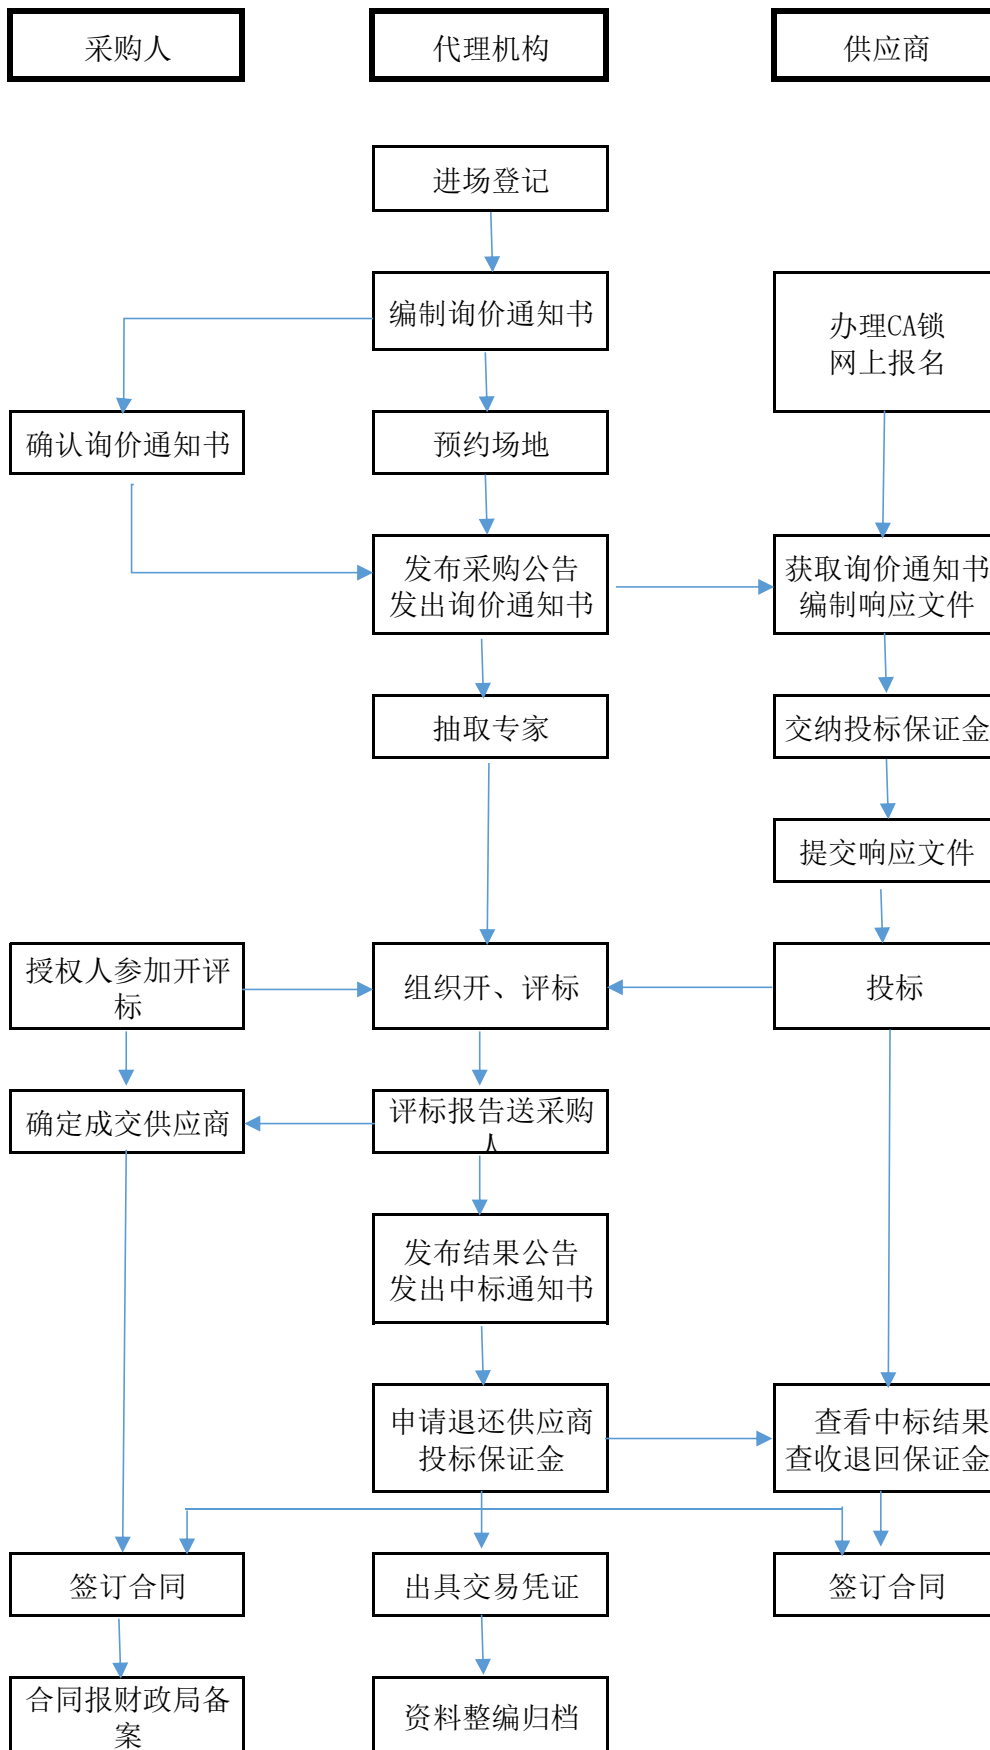 采购人
代理机构
供应商
进场登记
编制询价通知书
办理CA锁
网上报名
确认询价通知书
预约场地
发布采购公告
发出询价通知书
获取询价通知书
编制响应文件
抽取专家
交纳投标保证金
提交响应文件
授权人参加开评
标
组织开、评标
投标
确定成交供应商
评标报告送采购
人
发布结果公告
发出中标通知书
申请退还供应商
投标保证金
查看中标结果
查收退回保证金
签订合同
出具交易凭证
签订合同
合同报财政局备
案
资料整编归档